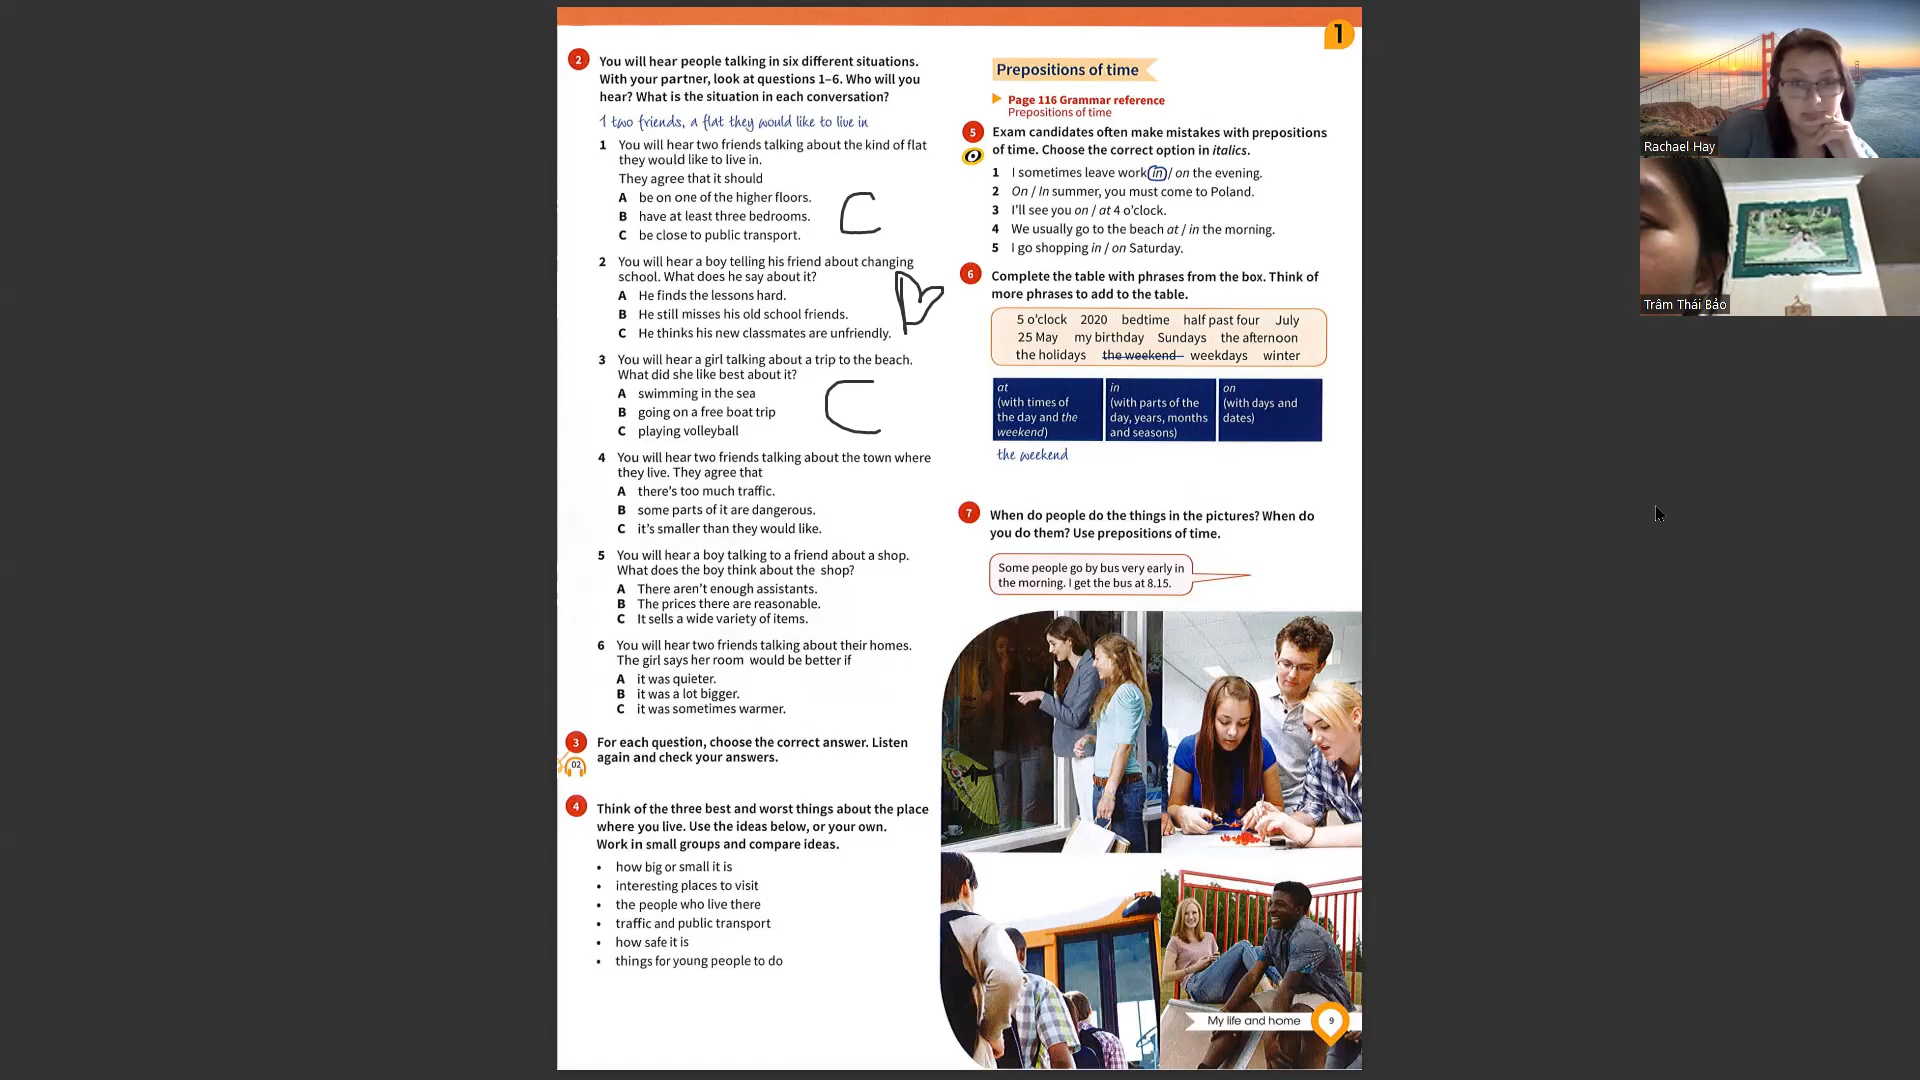 1
2
You will hear people talking in six different situations.
With your partner, look at questions 1–6. Who will you
hear? What is the situation in each conversation?
1 two friends, a flat they would like to live in
1 You will hear two friends talking about the kind of flat
they would like to live in.
They agree that it should
A be on one of the higher floors.
B have at least three bedrooms.
C be close to public transport.
C
2 You will hear a boy telling his friend about changing
school. What does he say about it?
A He finds the lessons hard.
B He still misses his old school friends.
C He thinks his new classmates are unfriendly.
3 You will hear a girl talking about a trip to the beach.
What did she like best about it?
A swimming in the sea
B going on a free boat trip
C playing volleyball
C
4 You will hear two friends talking about the town where
they live. They agree that
A there's too much traffic.
B some parts of it are dangerous.
C it's smaller than they would like.
5 You will hear a boy talking to a friend about a shop.
What does the boy think about the shop?
A There aren't enough assistants.
B The prices there are reasonable.
C It sells a wide variety of items.
6 You will hear two friends talking about their homes.
The girl says her room would be better if
A it was quieter.
B it was a lot bigger.
C it was sometimes warmer.
3
02
For each question, choose the correct answer. Listen
again and check your answers.
4
Think of the three best and worst things about the place
where you live. Use the ideas below, or your own.
Work in small groups and compare ideas.
• how big or small it is
• interesting places to visit
• the people who live there
• traffic and public transport
• how safe it is
• things for young people to do
Prepositions of time
Page 116 Grammar reference
Prepositions of time
5
Exam candidates often make mistakes with prepositions
of time. Choose the correct option in italics.
1 I sometimes leave work in / on the evening.
2 On / In summer, you must come to Poland.
3 I'll see you on / at 4 o'clock.
4 We usually go to the beach at / in the morning.
5 I go shopping in / on Saturday.
6
Complete the table with phrases from the box. Think of
more phrases to add to the table.
5 o'clock 2020 bedtime half past four July
25 May my birthday Sundays the afternoon
the holidays the weekend weekdays winter
at
(with times of
the day and the
weekend)
in
(with parts of the
day, years, months
and seasons)
on
(with days and
dates)
the weekend
7
When do people do the things in the pictures? When do
you do them? Use prepositions of time.
Some people go by bus very early in
the morning. I get the bus at 8.15.
My life and home
9
Rachael Hay
Trâm Thái Bảo